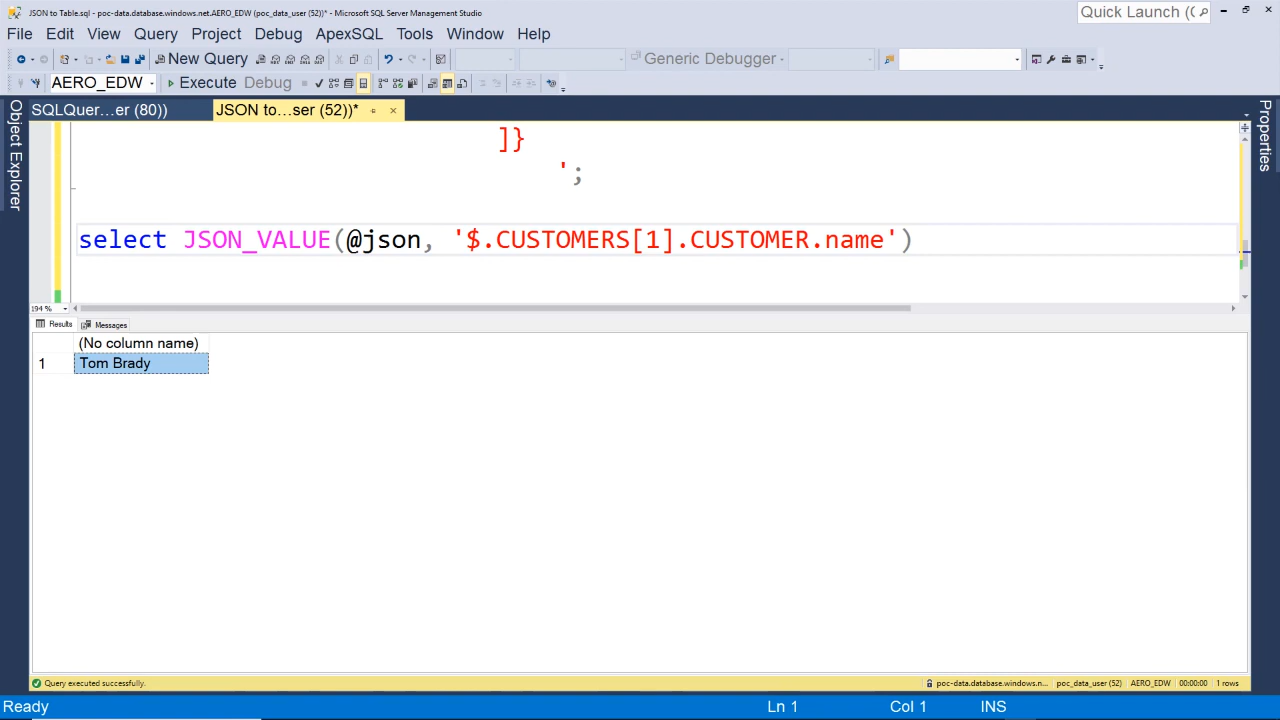 JSON to Table.sql - poc-data.database.windows.net.AERO_EDW (poc_data_user (52))* - Microsoft SQL Server Management Studio
Quick Launch (C
File Edit View Query Project Debug ApexSQL Tools Window Help
New Query Generic Debugger
AERO_EDW Execute Debug
SQLQuer...er (80)) JSON to...ser (52))*
Object Explorer
Properties
]}
';
select JSON_VALUE(@json, '$.CUSTOMERS[1].CUSTOMER.name')
194 %
Results Messages
(No column name)
1 Tom Brady
Query executed successfully. poc-data.database.windows.n... poc_data_user (52) AERO_EDW 00:00:00 1 rows
Ready Ln 1 Col 1 INS